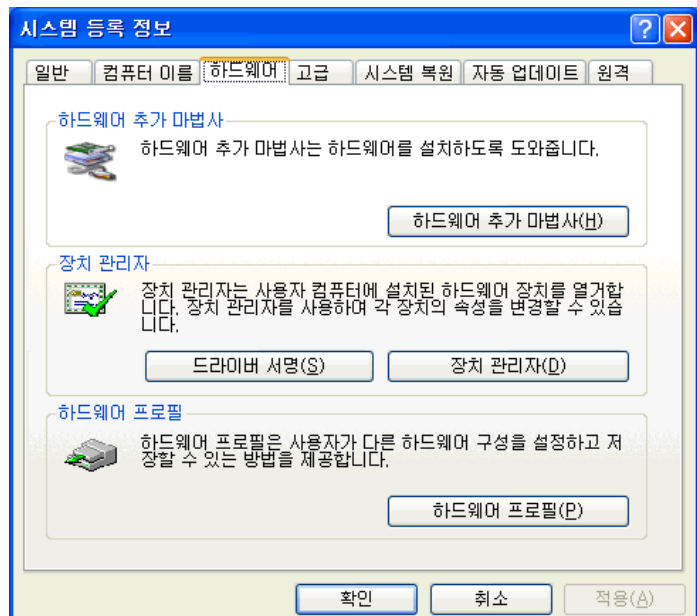 시스템 등록 정보
일반 컴퓨터 이름 하드웨어 고급 시스템 복원 자동 업데이트 원격
하드웨어 추가 마법사
하드웨어 추가 마법사는 하드웨어를 설치하도록 도와줍니다.
하드웨어 추가 마법사(H)
장치 관리자
장치 관리자는 사용자 컴퓨터에 설치된 하드웨어 장치를 열거합
니다. 장치 관리자를 사용하여 각 장치의 속성을 변경할 수 있습
니다.
드라이버 서명(S) 장치 관리자(D)
하드웨어 프로필
하드웨어 프로필은 사용자가 다른 하드웨어 구성을 설정하고 저
장할 수 있는 방법을 제공합니다.
하드웨어 프로필(P)
확인 취소 적용(A)